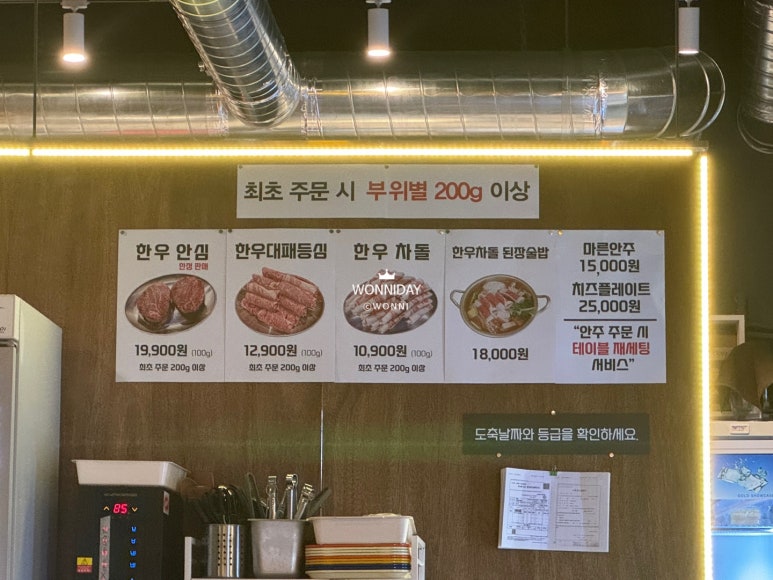 최초 주문 시 부위별 200g 이상
한우 안심
한정 판매
19,900원 (100g)
최초 주문 200g 이상
한우대패등심
12,900원 (100g)
최초 주문 200g 이상
한우 차돌
10,900원 (100g)
최초 주문 200g 이상
한우차돌 된장술밥
18,000원
마른안주
15,000원
치즈플레이트
25,000원
“안주 주문 시
테이블 재세팅
서비스”
WONNIDAY
@WONNI
도축날짜와 등급을 확인하세요.
85